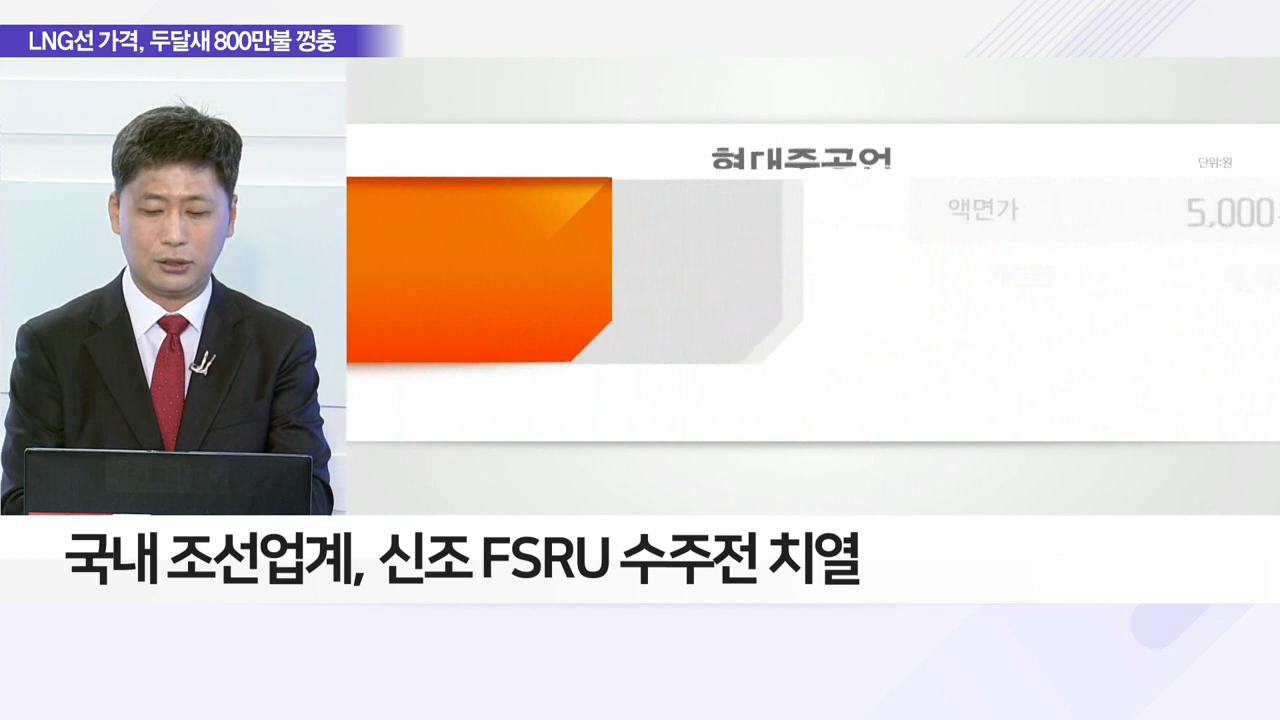 LNG선 가격, 두달새 800만불 껑충
현대중공업
단위:원
액면가 5,000
국내 조선업계, 신조 FSRU 수주전 치열